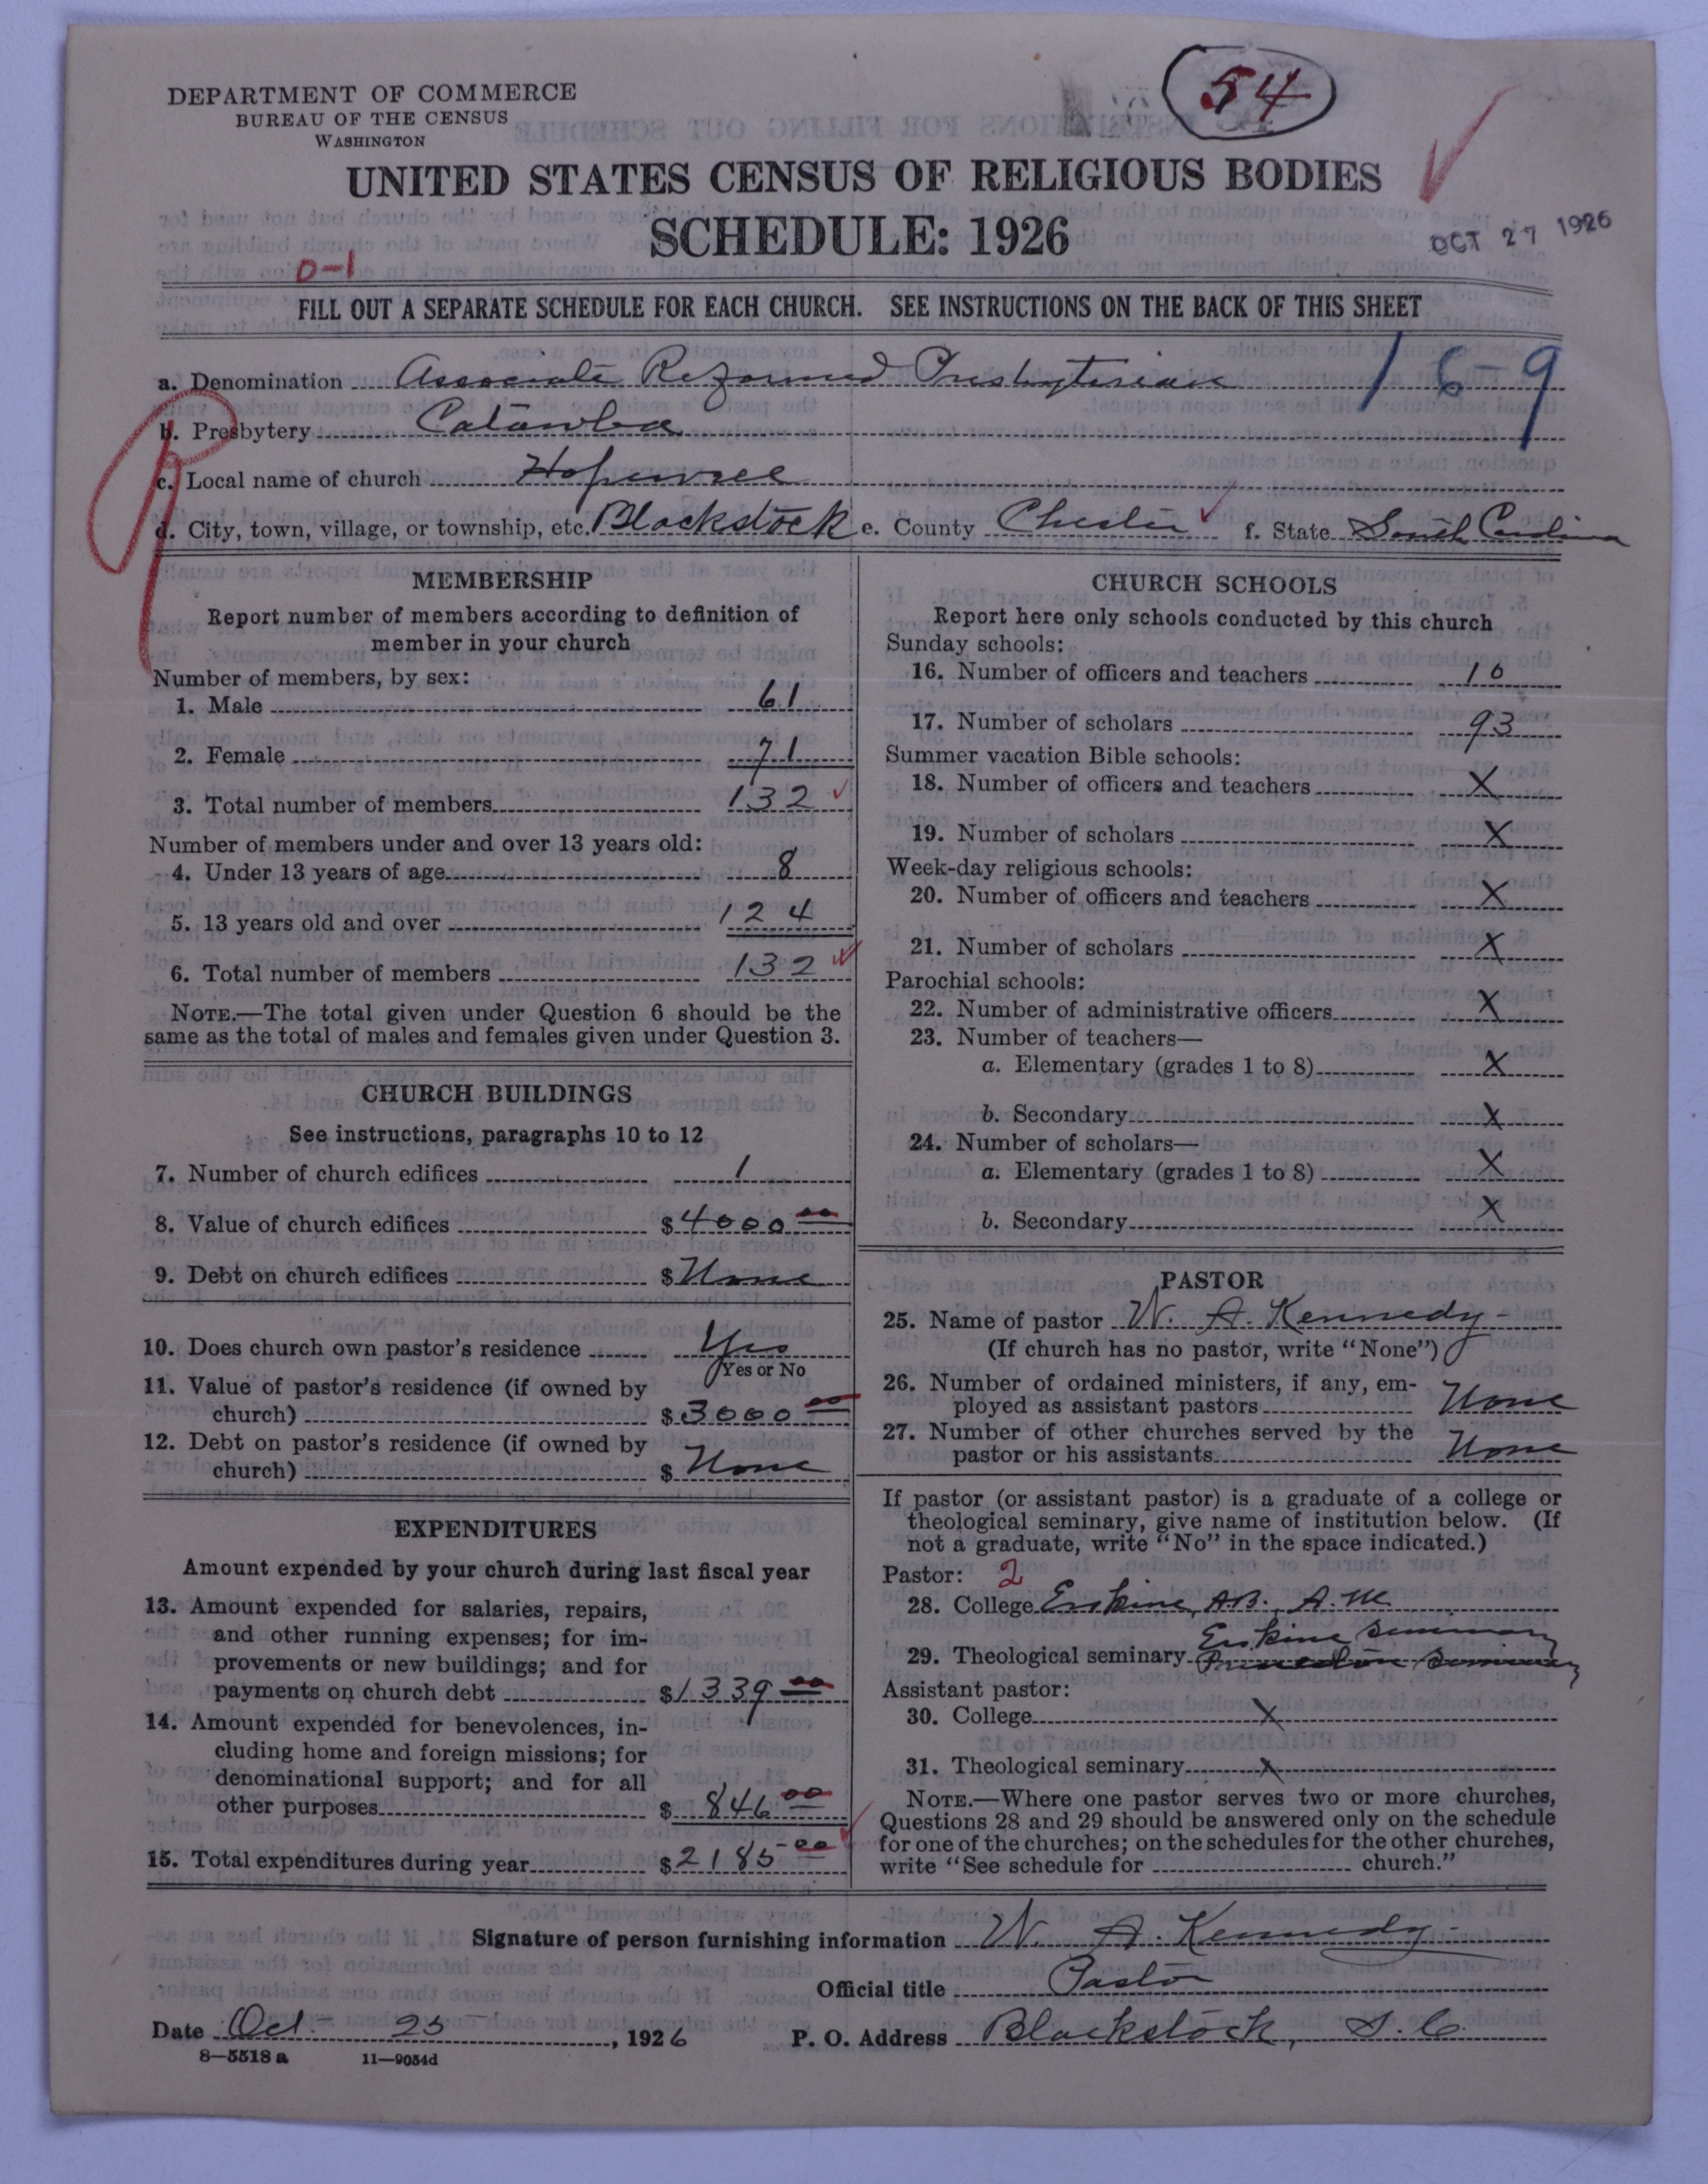 54
DEPARTMENT OF COMMERCE
BUREAU OF THE CENSUS
WASHINGTON
UNITED STATES CENSUS OF RELIGIOUS BODIES
SCHEDULE: 1926
OCT 27 1926
0-1
FILL OUT A SEPARATE SCHEDULE FOR EACH CHURCH. SEE INSTRUCTIONS ON THE BACK OF THIS SHEET
a. Denomination Associate Reformed Presbyterian 16-9
b. Presbytery Catawba
c. Local name of church Hopewell
d. City, town, village, or township, etc. Blackstock e. County Chester f. State South Carolina
MEMBERSHIP
Report number of members according to definition of
member in your church
Number of members, by sex:
1. Male 61
2. Female 71
3. Total number of members 132
Number of members under and over 13 years old:
4. Under 13 years of age 8
5. 13 years old and over 124
6. Total number of members 132
NOTE.—The total given under Question 6 should be the
same as the total of males and females given under Question 3.
CHURCH BUILDINGS
See instructions, paragraphs 10 to 12
7. Number of church edifices 1
8. Value of church edifices $4000 00
9. Debt on church edifices $ None
10. Does church own pastor's residence Yes
Yes or No
11. Value of pastor's residence (if owned by
church) $3000 00
12. Debt on pastor's residence (if owned by
church) $ None
EXPENDITURES
Amount expended by your church during last fiscal year
13. Amount expended for salaries, repairs,
and other running expenses; for im-
provements or new buildings; and for
payments on church debt $1339 00
14. Amount expended for benevolences, in-
cluding home and foreign missions; for
denominational support; and for all
other purposes $ 846 00
15. Total expenditures during year $2185-00
CHURCH SCHOOLS
Report here only schools conducted by this church
Sunday schools:
16. Number of officers and teachers 10
17. Number of scholars 93
Summer vacation Bible schools:
18. Number of officers and teachers X
19. Number of scholars X
Week-day religious schools:
20. Number of officers and teachers X
21. Number of scholars X
Parochial schools:
22. Number of administrative officers X
23. Number of teachers—
a. Elementary (grades 1 to 8) X
b. Secondary X
24. Number of scholars—
a. Elementary (grades 1 to 8) X
b. Secondary X
PASTOR
25. Name of pastor W. A. Kennedy-
(If church has no pastor, write "None")
26. Number of ordained ministers, if any, em-
ployed as assistant pastors None
27. Number of other churches served by the
pastor or his assistants None
If pastor (or assistant pastor) is a graduate of a college or
theological seminary, give name of institution below. (If
not a graduate, write "No" in the space indicated.)
Pastor: 2
28. College Erskine, A.B., A.M.
Erskine Seminary
29. Theological seminary Princeton Seminary
Assistant pastor:
30. College X
31. Theological seminary X
NOTE.—Where one pastor serves two or more churches,
Questions 28 and 29 should be answered only on the schedule
for one of the churches; on the schedules for the other churches,
write "See schedule for church."
Signature of person furnishing information W. A. Kennedy-
Official title Pastor
Date Oct- 25, 1926 P. O. Address Blackstock, S.C.
8—5518 a 11—9054d